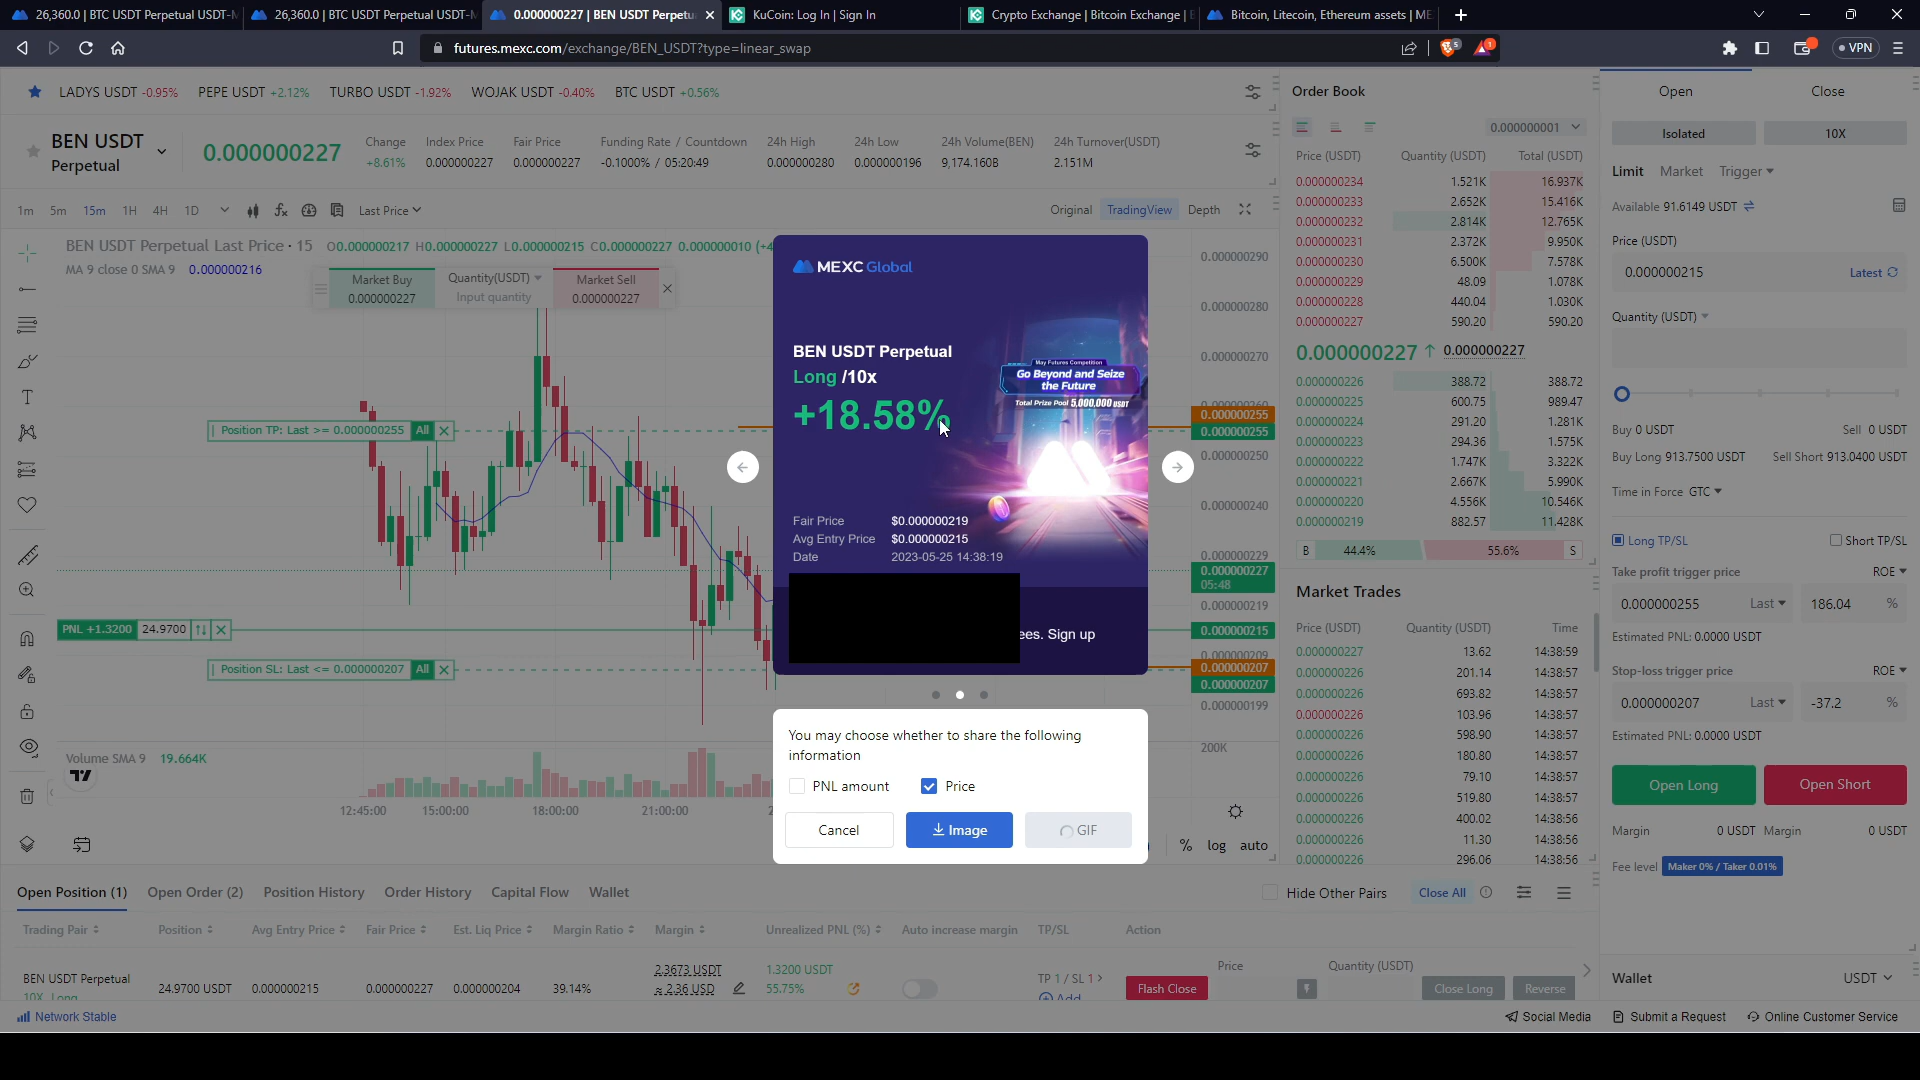 26,360.0 | BTC USDT Perpetual USDT-M
26,360.0 | BTC USDT Perpetual USDT-M
0.000000227 | BEN USDT Perpetu
KuCoin: Log In | Sign In
Crypto Exchange | Bitcoin Exchange | E
Bitcoin, Litecoin, Ethereum assets | ME
futures.mexc.com/exchange/BEN_USDT?type=linear_swap
VPN
LADYS USDT -0.95% PEPE USDT +2.12% TURBO USDT -1.92% WOJAK USDT -0.40% BTC USDT +0.56%
BEN USDT
Perpetual
0.000000227
Change
+8.61%
Index Price
0.000000227
Fair Price
0.000000227
Funding Rate / Countdown
-0.1000% / 05:20:49
24h High
0.000000280
24h Low
0.000000196
24h Volume(BEN)
9,174.160B
24h Turnover(USDT)
2.151M
1m 5m 15m 1H 4H 1D Last Price
Original TradingView Depth
BEN USDT Perpetual Last Price · 15 O0.000000217 H0.000000227 L0.000000215 C0.000000227 0.000000010 (+4
MA 9 close 0 SMA 9 0.000000216
Market Buy
0.000000227
Quantity(USDT)
Input quantity
Market Sell
0.000000227
Position TP: Last >= 0.000000255 All
PNL +1.3200 24.9700
Position SL: Last <= 0.000000207 All
Volume SMA 9 19.664K
12:45:00 15:00:00 18:00:00 21:00:00
0.000000290
0.000000280
0.000000270
0.000000260
0.000000255
0.000000255
0.000000250
0.000000240
0.000000229
0.000000227
05:48
0.000000219
0.000000215
0.000000209
0.000000207
0.000000207
0.000000199
200K
% log auto
MEXC Global
BEN USDT Perpetual
Long /10x
+18.58%
May Futures Competition
Go Beyond and Seize
the Future
Total Prize Pool 5,000,000 USDT
Fair Price $0.000000219
Avg Entry Price $0.000000215
Date 2023-05-25 14:38:19
ees. Sign up
You may choose whether to share the following
information
PNL amount Price
Cancel Image GIF
Order Book
0.000000001
Price (USDT) Quantity (USDT) Total (USDT)
0.000000234 1.521K 16.937K
0.000000233 2.652K 15.416K
0.000000232 2.814K 12.765K
0.000000231 2.372K 9.950K
0.000000230 6.500K 7.578K
0.000000229 48.09 1.078K
0.000000228 440.04 1.030K
0.000000227 590.20 590.20
0.000000227 ↑ 0.000000227
0.000000226 388.72 388.72
0.000000225 600.75 989.47
0.000000224 291.20 1.281K
0.000000223 294.36 1.575K
0.000000222 1.747K 3.322K
0.000000221 2.667K 5.990K
0.000000220 4.556K 10.546K
0.000000219 882.57 11.428K
B 44.4% 55.6% S
Market Trades
Price (USDT) Quantity (USDT) Time
0.000000227 13.62 14:38:59
0.000000226 201.14 14:38:57
0.000000226 693.82 14:38:57
0.000000226 103.96 14:38:57
0.000000226 598.90 14:38:57
0.000000226 180.80 14:38:57
0.000000226 79.10 14:38:57
0.000000226 519.80 14:38:57
0.000000226 400.02 14:38:56
0.000000226 11.30 14:38:56
0.000000226 296.06 14:38:56
Open Close
Isolated 10X
Limit Market Trigger
Available 91.6149 USDT
Price (USDT)
0.000000215 Latest
Quantity (USDT)
Buy 0 USDT Sell 0 USDT
Buy Long 913.7500 USDT Sell Short 913.0400 USDT
Time in Force GTC
Long TP/SL Short TP/SL
Take profit trigger price ROE
0.000000255 Last 186.04 %
Estimated PNL: 0.0000 USDT
Stop-loss trigger price ROE
0.000000207 Last -37.2 %
Estimated PNL: 0.0000 USDT
Open Long Open Short
Margin 0 USDT Margin 0 USDT
Fee level Maker 0% / Taker 0.01%
Wallet USDT
Open Position (1) Open Order (2) Position History Order History Capital Flow Wallet
Hide Other Pairs Close All
Trading Pair Position Avg Entry Price Fair Price Est. Liq Price Margin Ratio Margin Unrealized PNL (%) Auto increase margin TP/SL Action
BEN USDT Perpetual
10X Long
24.9700 USDT 0.000000215 0.000000227 0.000000204 39.14%
2.3673 USDT
≈ 2.36 USD
1.3200 USDT
55.75%
TP 1 / SL 1 >
Add
Flash Close
Price Quantity (USDT)
Close Long Reverse
Network Stable
Social Media Submit a Request Online Customer Service